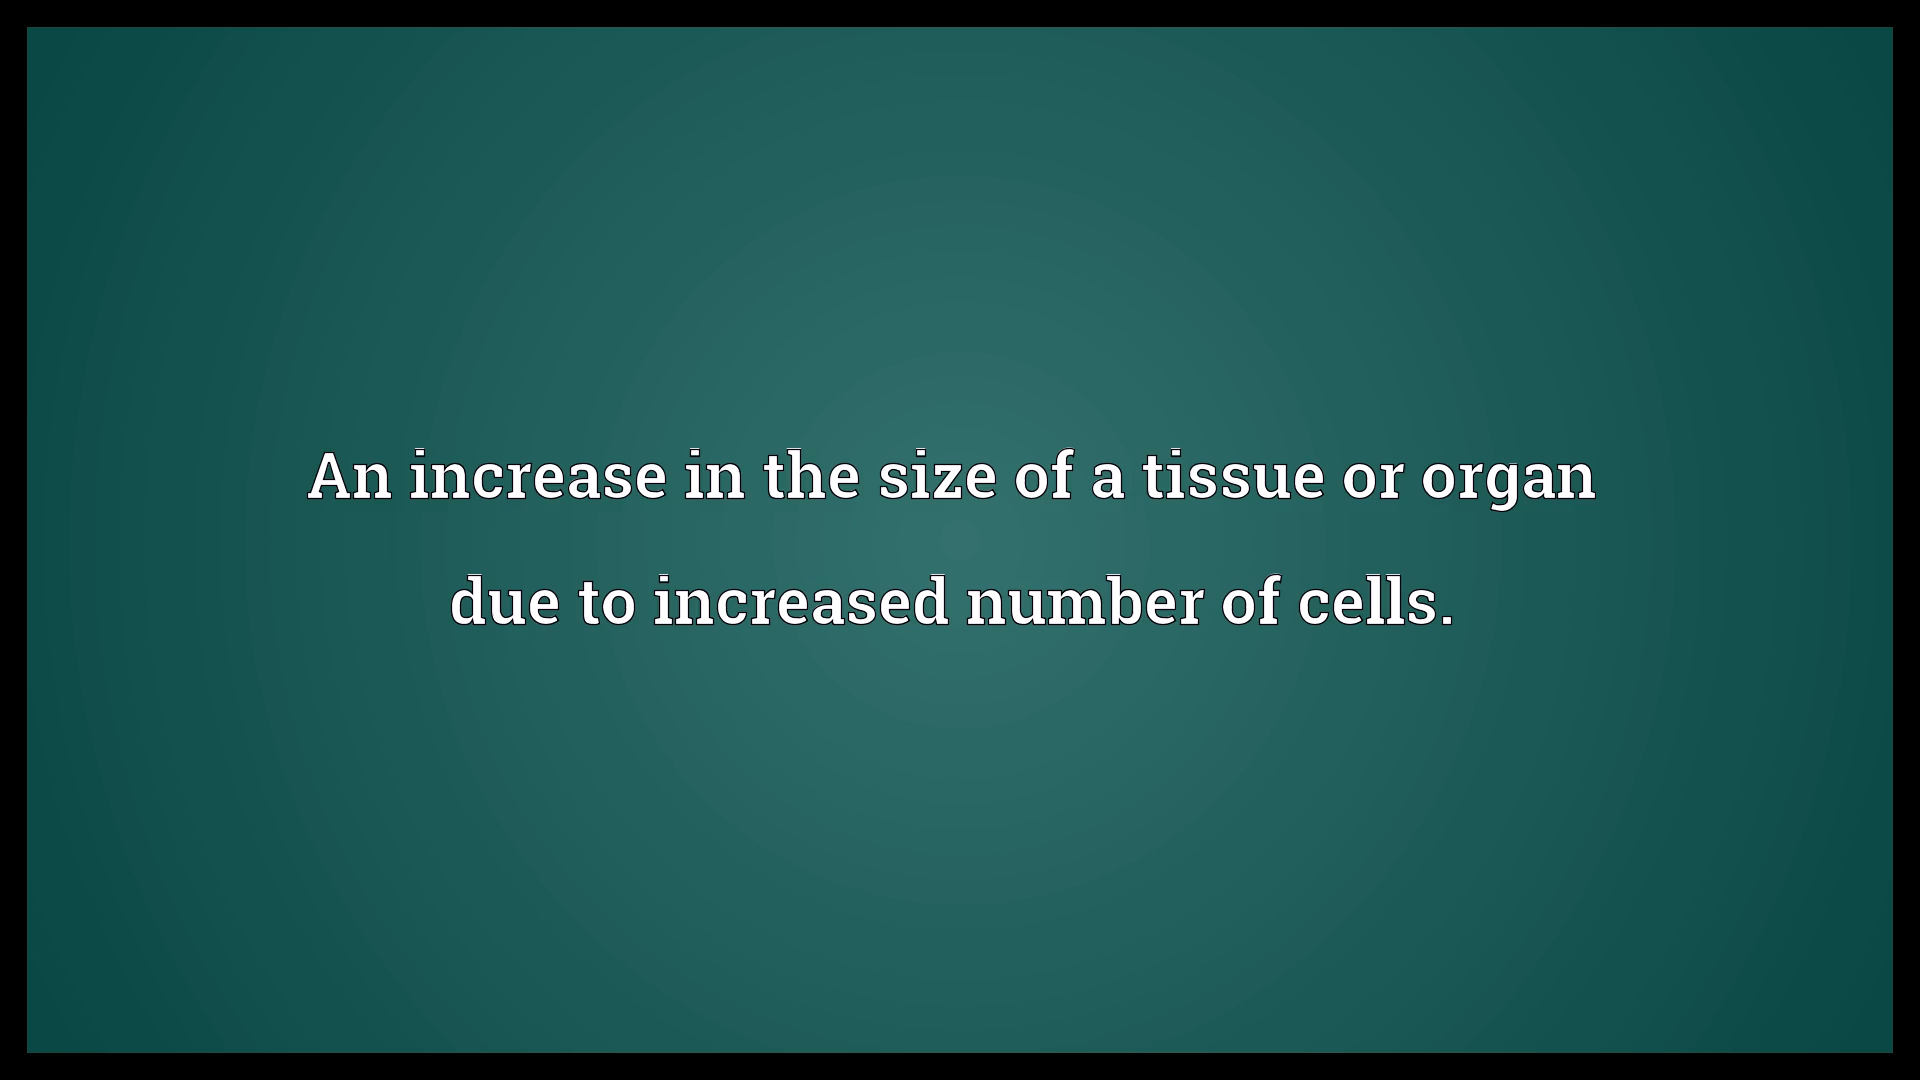 An increase in the size of a tissue or organ
due to increased number of cells.